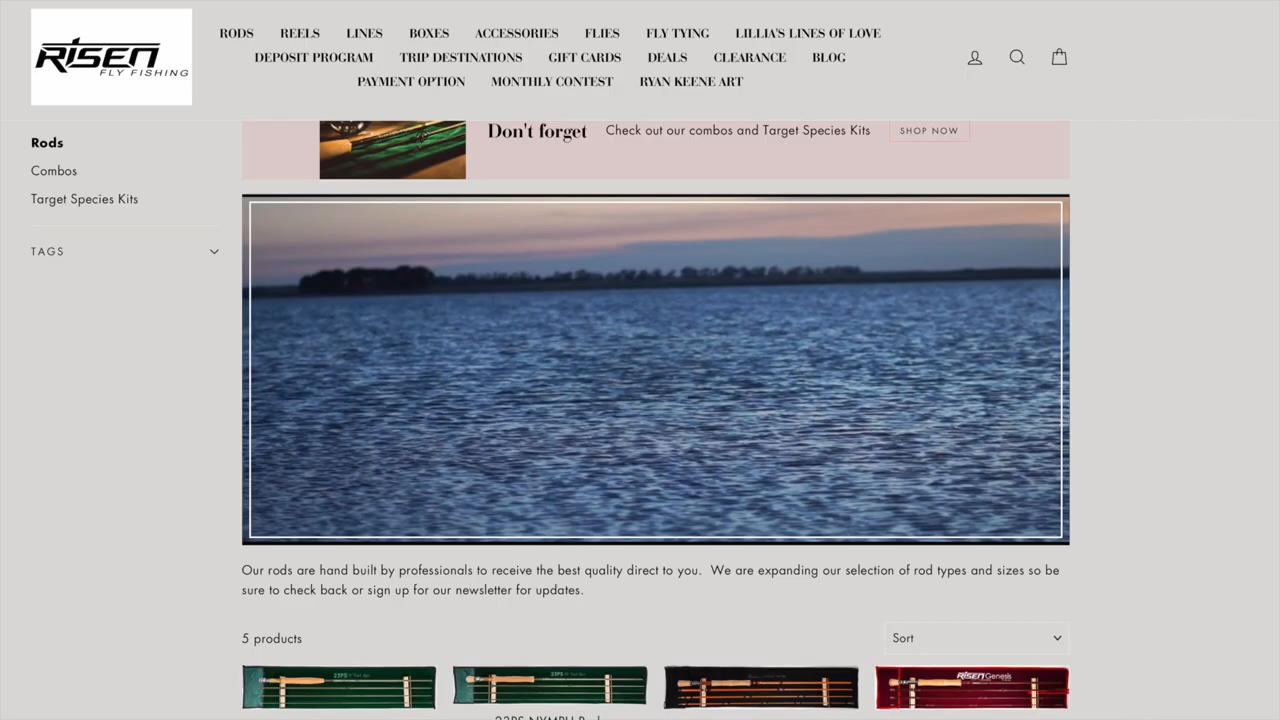 RISEN
FLY FISHING
RODS REELS LINES BOXES ACCESSORIES FLIES FLY TYING LILLIA'S LINES OF LOVE
DEPOSIT PROGRAM TRIP DESTINATIONS GIFT CARDS DEALS CLEARANCE BLOG
PAYMENT OPTION MONTHLY CONTEST RYAN KEENE ART
Rods
Combos
Target Species Kits
TAGS
Don't forget Check out our combos and Target Species Kits SHOP NOW
Our rods are hand built by professionals to receive the best quality direct to you. We are expanding our selection of rod types and sizes so be
sure to check back or sign up for our newsletter for updates.
5 products
Sort
23PS
RISEN Genesis